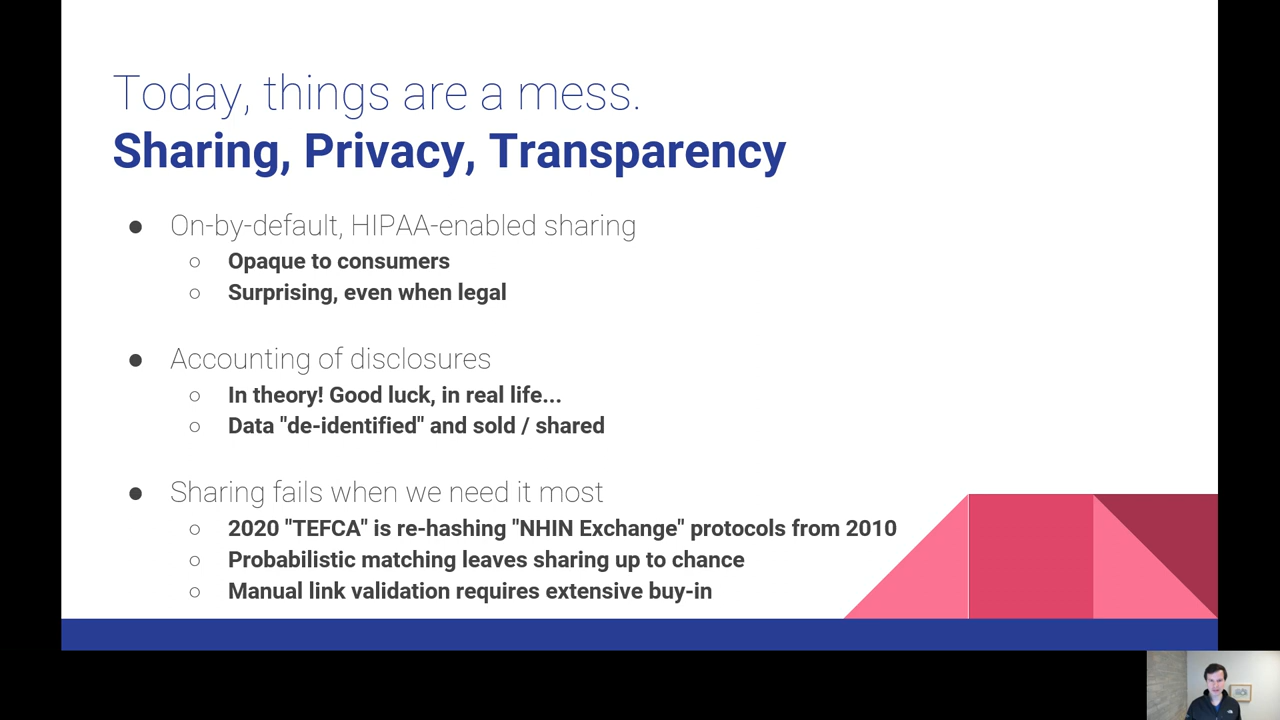 Today, things are a mess.
Sharing, Privacy, Transparency
● On-by-default, HIPAA-enabled sharing
○ Opaque to consumers
○ Surprising, even when legal
● Accounting of disclosures
○ In theory! Good luck, in real life...
○ Data "de-identified" and sold / shared
● Sharing fails when we need it most
○ 2020 "TEFCA" is re-hashing "NHIN Exchange" protocols from 2010
○ Probabilistic matching leaves sharing up to chance
○ Manual link validation requires extensive buy-in